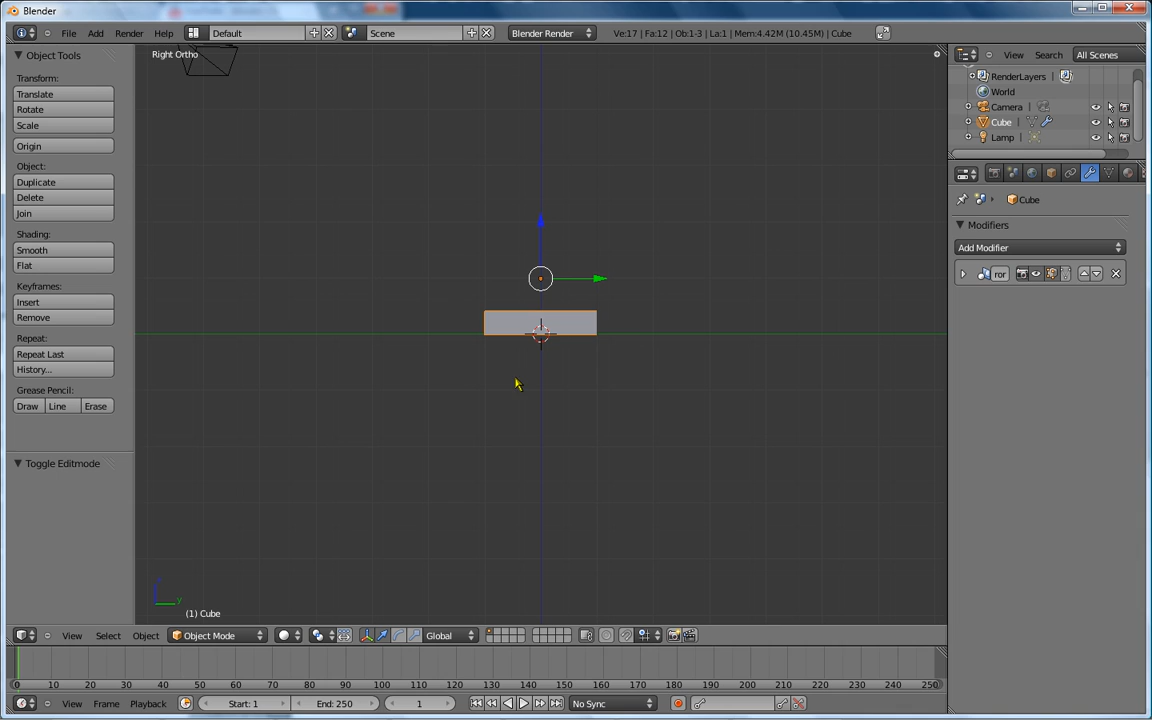 Blender
File Add Render Help Default Scene Blender Render Ve:17 | Fa:12 | Ob:1-3 | La:1 | Mem:4.42M (10.45M) | Cube
Object Tools
Transform:
Translate
Rotate
Scale
Origin
Object:
Duplicate
Delete
Join
Shading:
Smooth
Flat
Keyframes:
Insert
Remove
Repeat:
Repeat Last
History...
Grease Pencil:
Draw Line Erase
Toggle Editmode
Right Ortho
y
(1) Cube
View Search All Scenes
RenderLayers |
World
Camera |
Cube |
Lamp |
Cube
Modifiers
Add Modifier
ror
View Select Object Object Mode Global
0 10 20 30 40 50 60 70 80 90 100 110 120 130 140 150 160 170 180 190 200 210 220 230 240 250
View Frame Playback Start: 1 End: 250 1 No Sync